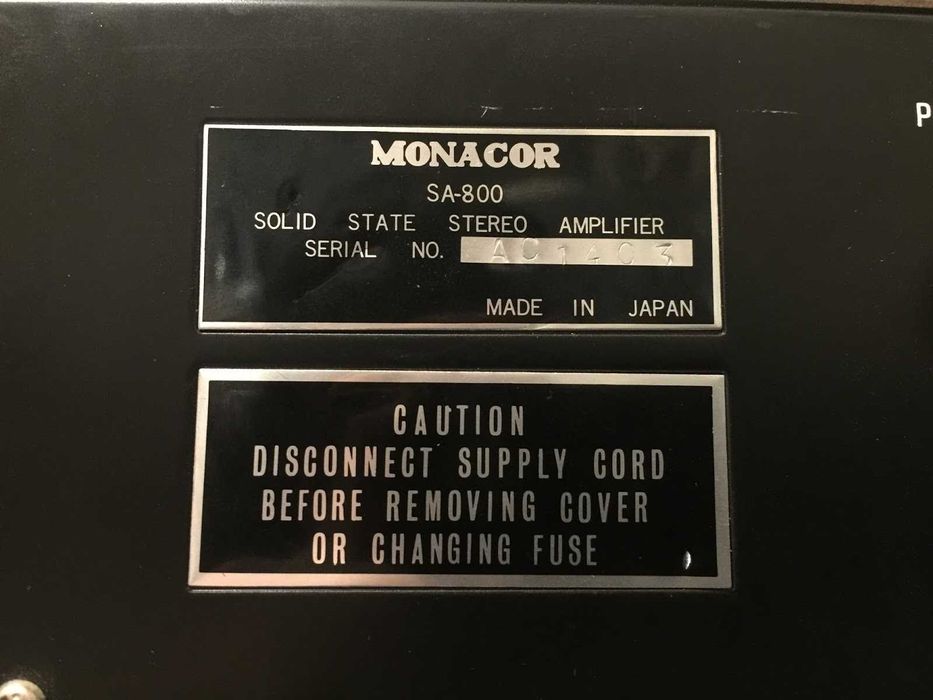 P
MONACOR
SA-800
SOLID STATE STEREO AMPLIFIER
SERIAL NO.
MADE IN JAPAN
CAUTION
DISCONNECT SUPPLY CORD
BEFORE REMOVING COVER
OR CHANGING FUSE